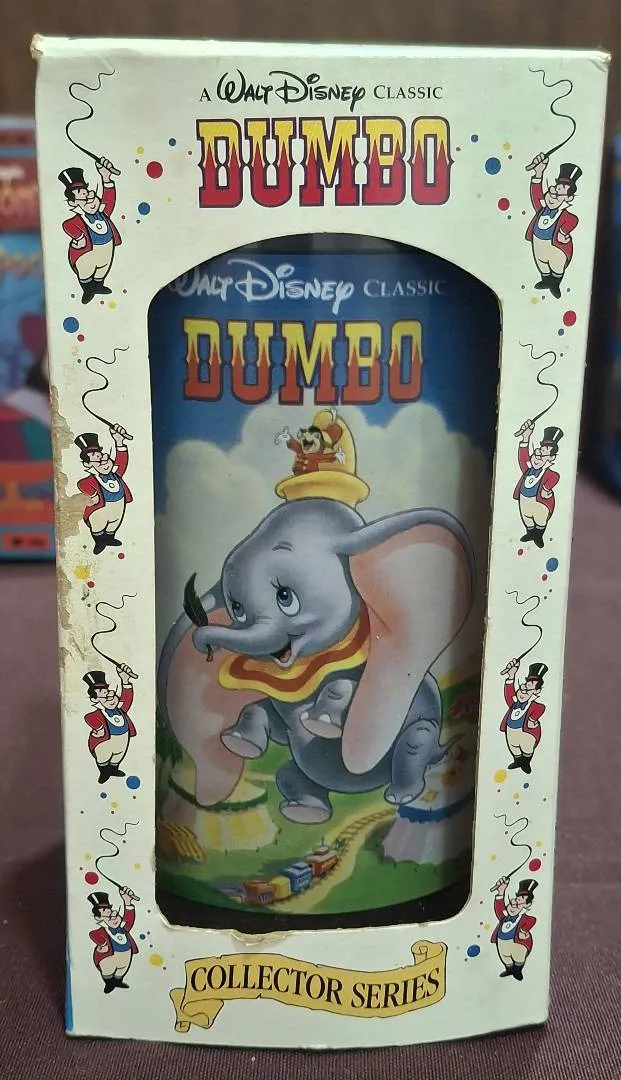 A WALT DISNEY CLASSIC
DUMBO
WALT DISNEY CLASSIC
DUMBO
COLLECTOR SERIES